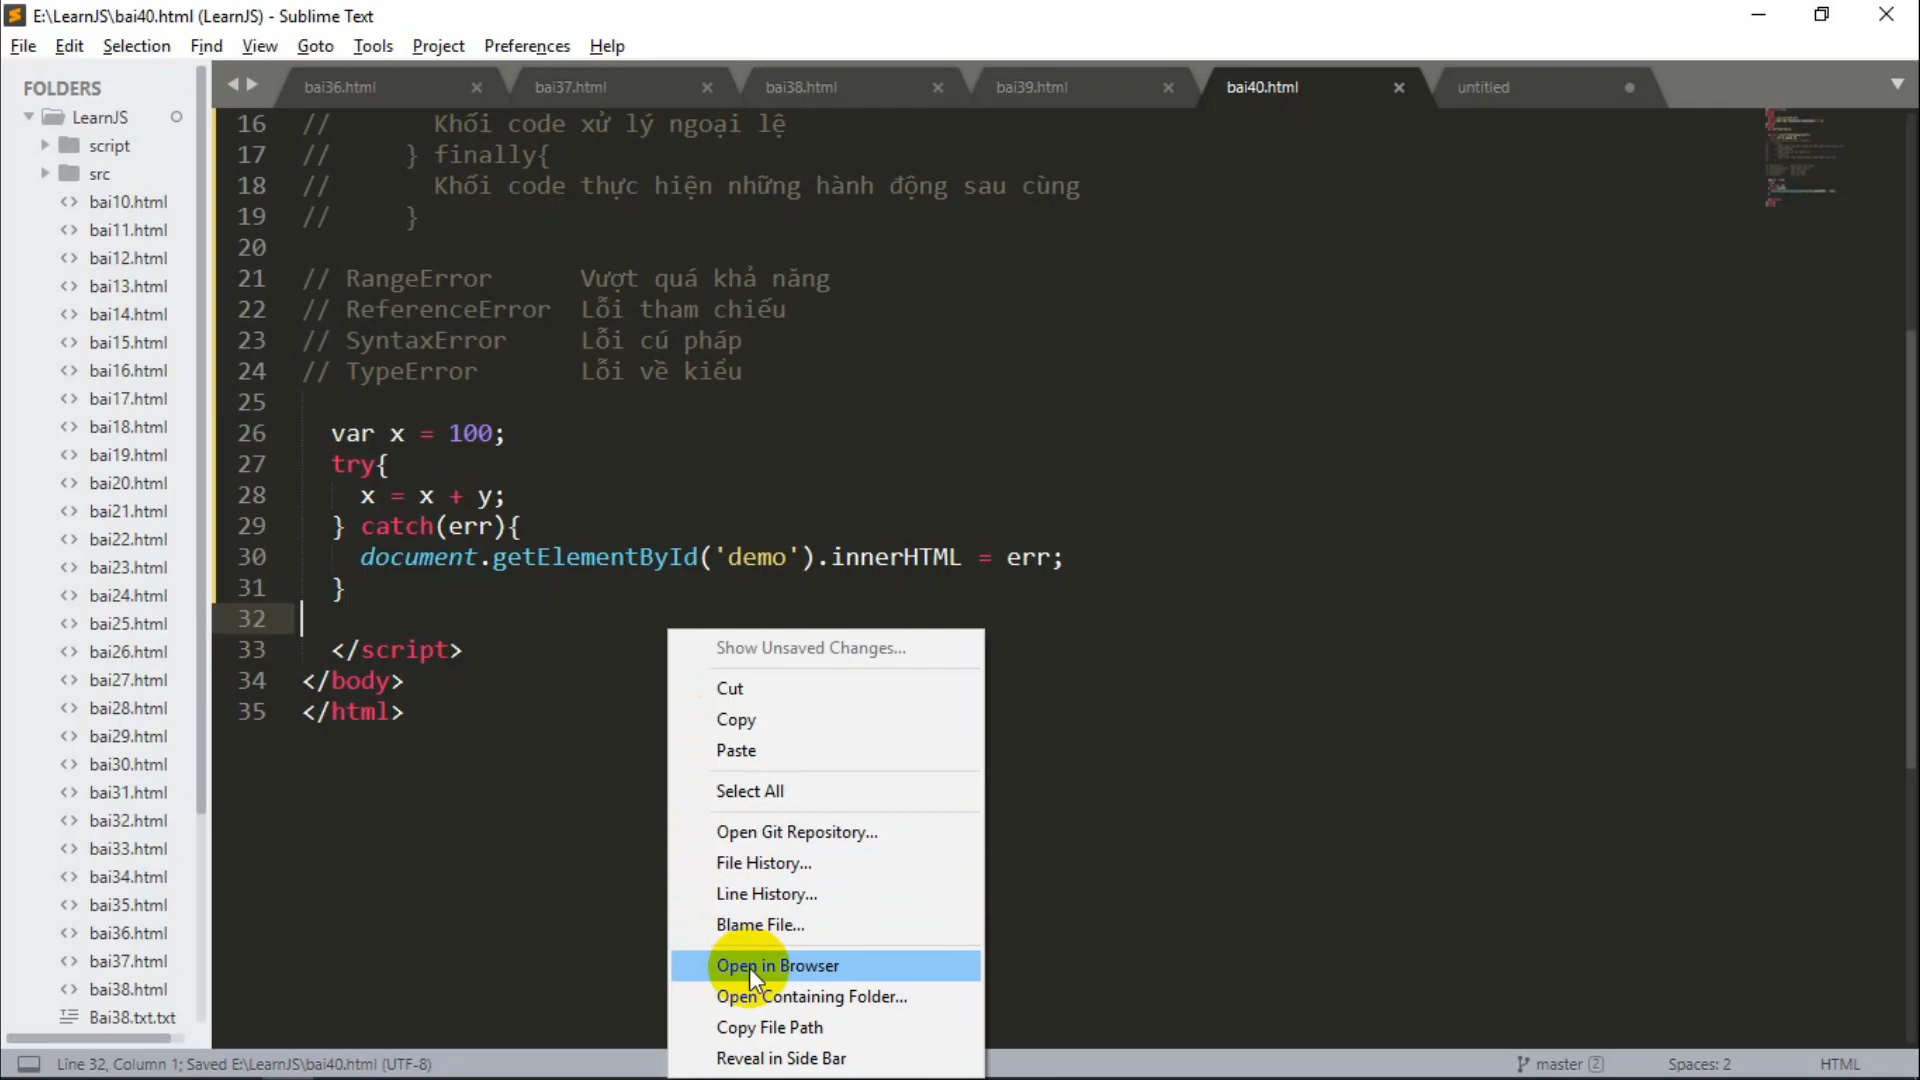 E:\LearnJS\bai40.html (LearnJS) - Sublime Text
File Edit Selection Find View Goto Tools Project Preferences Help
FOLDERS
LearnJS
script
src
bai10.html
bai11.html
bai12.html
bai13.html
bai14.html
bai15.html
bai16.html
bai17.html
bai18.html
bai19.html
bai20.html
bai21.html
bai22.html
bai23.html
bai24.html
bai25.html
bai26.html
bai27.html
bai28.html
bai29.html
bai30.html
bai31.html
bai32.html
bai33.html
bai34.html
bai35.html
bai36.html
bai37.html
bai38.html
Bai38.txt.txt
bai36.html bai37.html bai38.html bai39.html bai40.html untitled
16 // Khối code xử lý ngoại lệ
17 // } finally{
18 // Khối code thực hiện những hành động sau cùng
19 // }
20
21 // RangeError Vượt quá khả năng
22 // ReferenceError Lỗi tham chiếu
23 // SyntaxError Lỗi cú pháp
24 // TypeError Lỗi về kiểu
25
26 var x = 100;
27 try{
28 x = x + y;
29 } catch(err){
30 document.getElementById('demo').innerHTML = err;
31 }
32
33 </script>
34 </body>
35 </html>
Show Unsaved Changes...
Cut
Copy
Paste
Select All
Open Git Repository...
File History...
Line History...
Blame File...
Open in Browser
Open Containing Folder...
Copy File Path
Reveal in Side Bar
Line 32, Column 1; Saved E:\LearnJS\bai40.html (UTF-8) master 2 Spaces: 2 HTML